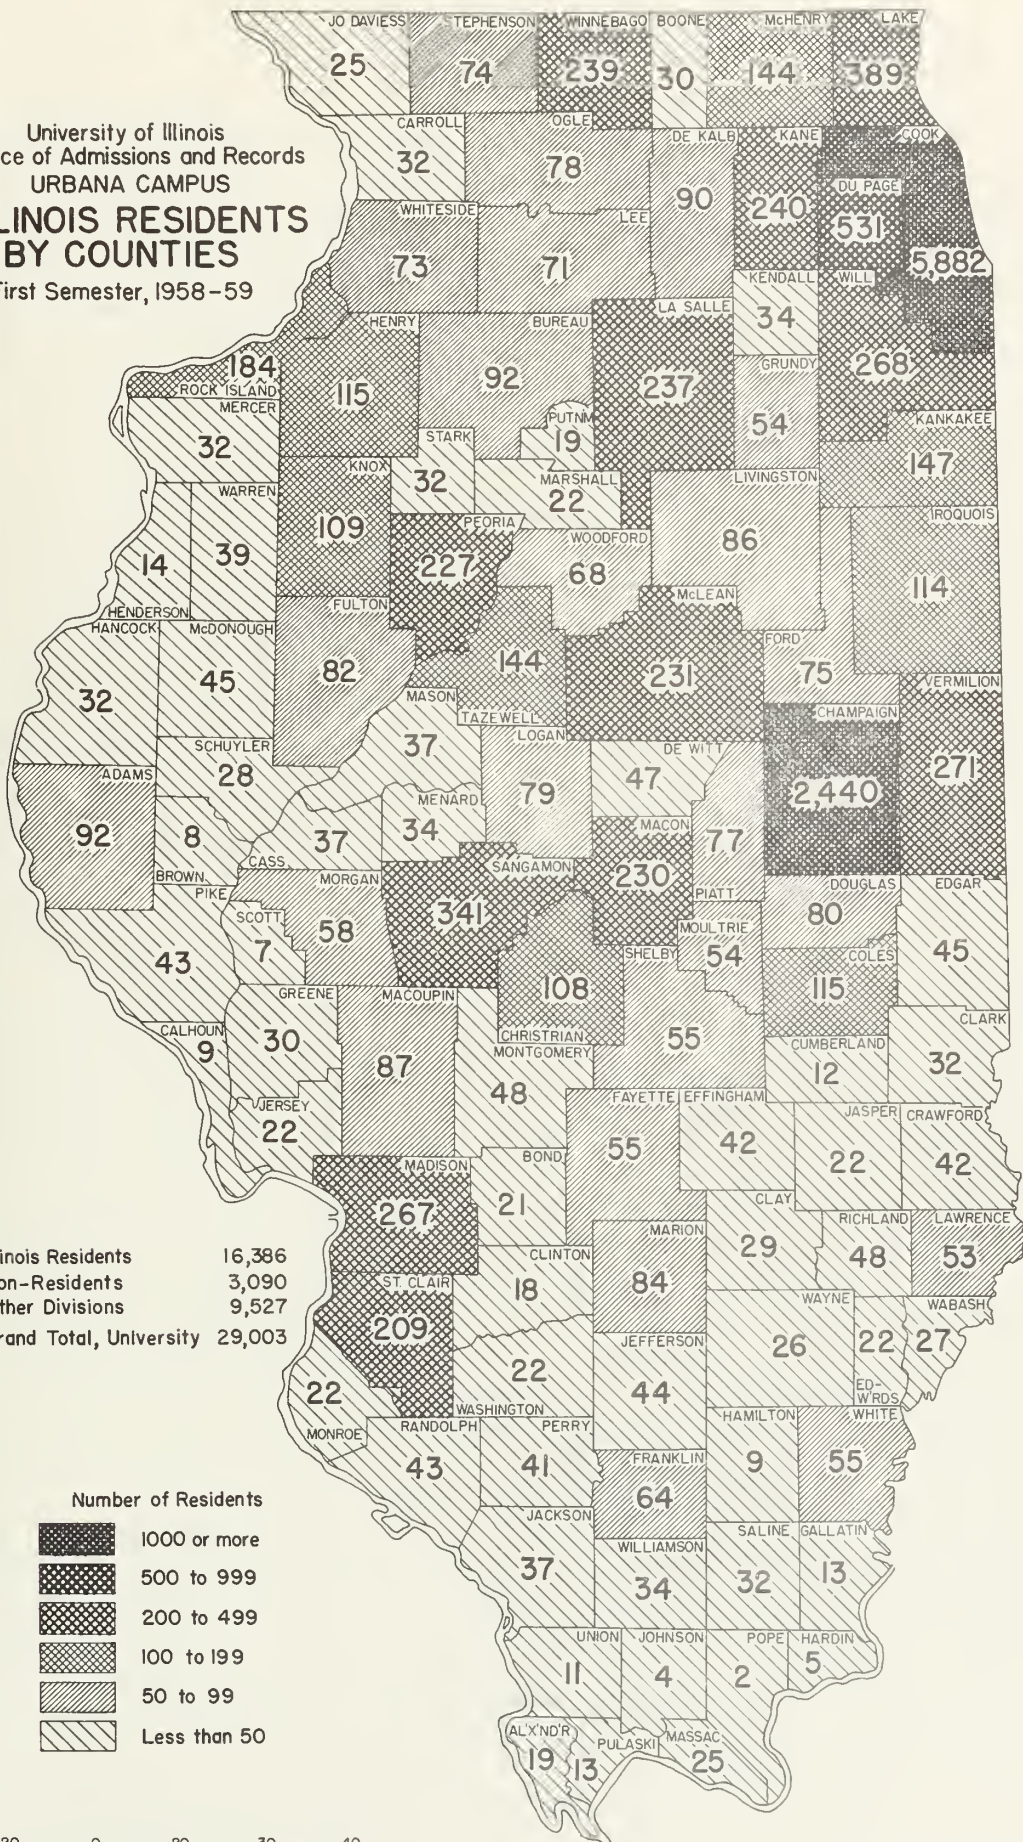 University of Illinois
ce of Admissions and Records
URBANA CAMPUS
LINOIS RESIDENTS
BY COUNTIES
irst Semester, 1958-59
JO DAVIESS 25
STEPHENSON 74
WINNEBAGO 239
BOONE 30
McHENRY 144
LAKE 389
CARROLL 32
OGLE 78
DE KALB 90
KANE 240
COOK 5,882
DU PAGE 531
WHITESIDE 73
LEE 71
KENDALL 34
WILL 268
ROCK ISLAND 184
HENRY 115
BUREAU 92
LA SALLE 237
GRUNDY 54
KANKAKEE 147
MERCER 32
STARK 32
PUTNM 19
MARSHALL 22
KNOX 109
WARREN 39
HENDERSON 14
PEORIA 227
WOODFORD 68
LIVINGSTON 86
IROQUOIS 114
FULTON 82
McLEAN 231
FORD 75
HANCOCK 32
McDONOUGH 45
TAZEWELL 144
MASON 37
LOGAN 79
DE WITT 47
CHAMPAIGN 2,440
VERMILION 271
ADAMS 92
SCHUYLER 28
BROWN 8
CASS 37
MENARD 34
MACON 230
PIATT 77
PIKE 43
SCOTT 7
MORGAN 58
SANGAMON 341
CHRISTRIAN 108
SHELBY 55
MOULTRIE 54
DOUGLAS 80
EDGAR 45
COLES 115
CALHOUN 9
GREENE 30
MACOUPIN 87
MONTGOMERY 48
CUMBERLAND 12
CLARK 32
JERSEY 22
FAYETTE 55
EFFINGHAM 42
JASPER 22
CRAWFORD 42
MADISON 267
BOND 21
CLAY 29
RICHLAND 48
LAWRENCE 53
MARION 84
CLINTON 18
ST. CLAIR 209
WAYNE 26
ED-
W'RDS 22
WABASH 27
MONROE 22
WASHINGTON 22
JEFFERSON 44
RANDOLPH 43
PERRY 41
FRANKLIN 64
HAMILTON 9
WHITE 55
JACKSON 37
WILLIAMSON 34
SALINE 32
GALLATIN 13
UNION 11
JOHNSON 4
POPE 2
HARDIN 5
AL'X'ND'R 19
PULASKI 13
MASSAC 25
inois Residents 16,386
on-Residents 3,090
ther Divisions 9,527
rand Total, University 29,003
Number of Residents
1000 or more
500 to 999
200 to 499
100 to 199
50 to 99
Less than 50